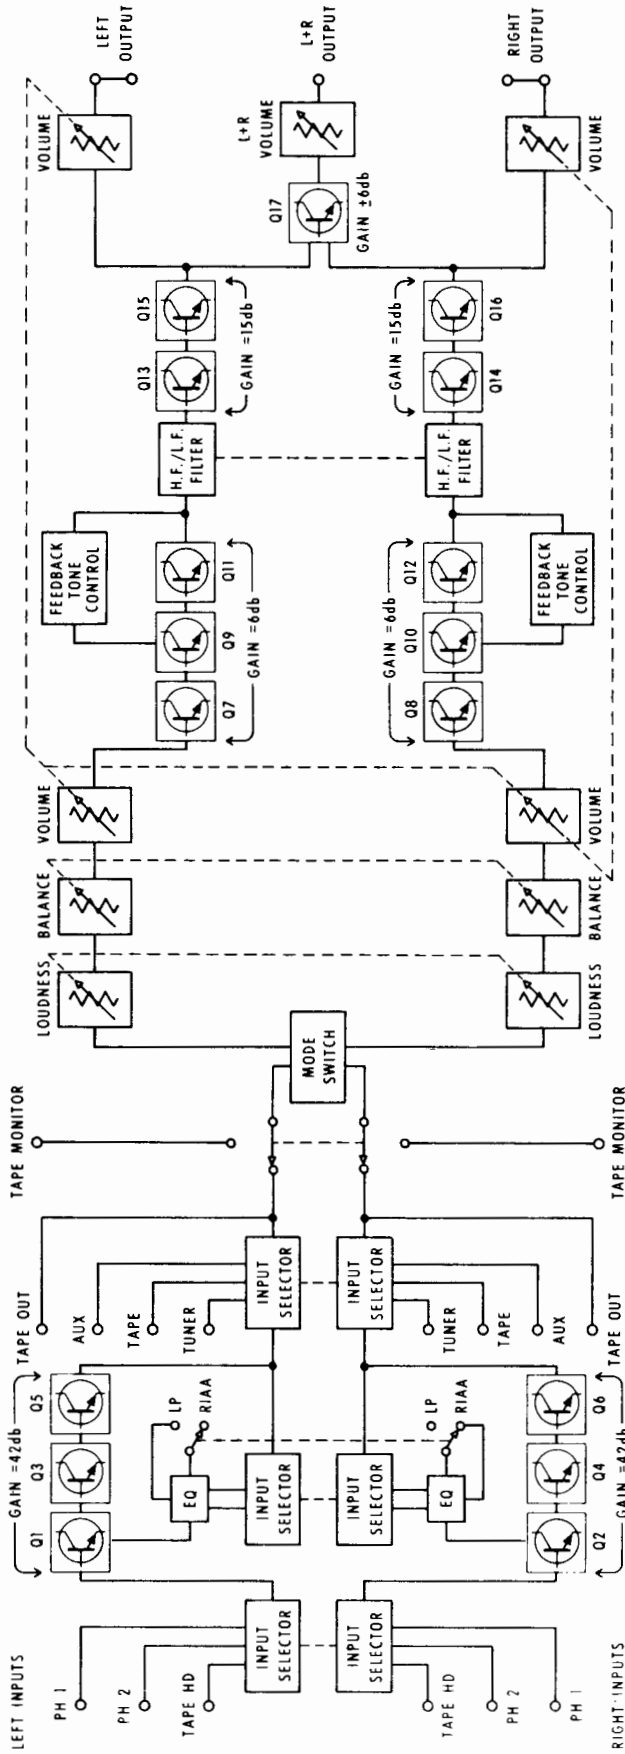 LEFT INPUTS
PH 1
PH 2
TAPE HD
INPUT
SELECTOR
GAIN =42db
Q1
Q3
Q5
EQ
LP
RIAA
INPUT
SELECTOR
TAPE OUT
AUX
TAPE
TUNER
INPUT
SELECTOR
TAPE MONITOR
MODE
SWITCH
LOUDNESS
BALANCE
VOLUME
Q7
Q9
Q11
GAIN =6db
FEEDBACK
TONE
CONTROL
H.F./L.F.
FILTER
Q13
Q15
GAIN =15db
VOLUME
LEFT
OUTPUT
Q17
GAIN ±6db
L+R
VOLUME
L+R
OUTPUT
RIGHT INPUTS
PH 1
PH 2
TAPE HD
INPUT
SELECTOR
GAIN =42db
Q2
Q4
Q6
EQ
LP
RIAA
INPUT
SELECTOR
TAPE OUT
AUX
TAPE
TUNER
INPUT
SELECTOR
TAPE MONITOR
LOUDNESS
BALANCE
VOLUME
Q8
Q10
Q12
GAIN =6db
FEEDBACK
TONE
CONTROL
H.F./L.F.
FILTER
Q14
Q16
GAIN =15db
VOLUME
RIGHT
OUTPUT